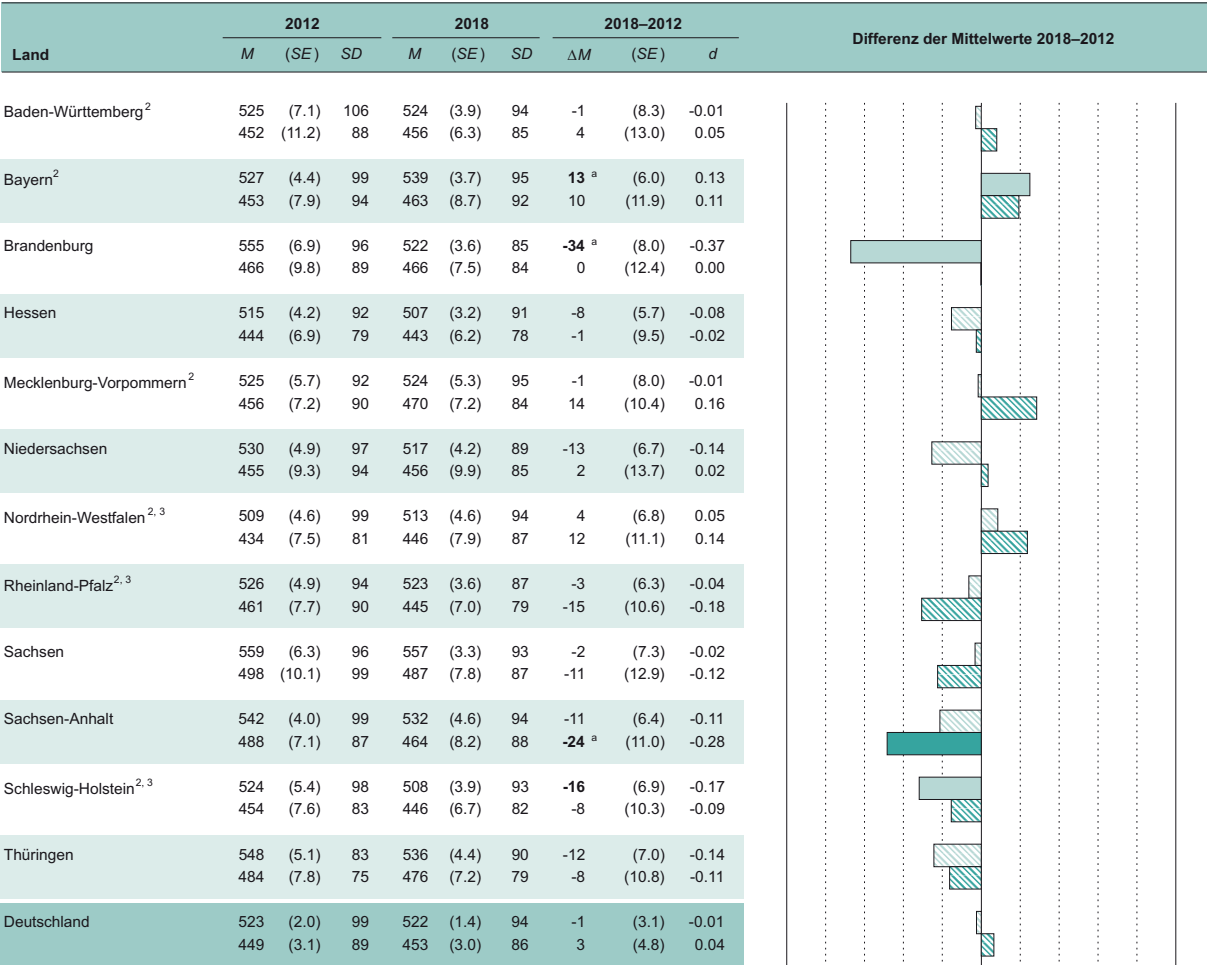 2012 2018 2018–2012 Differenz der Mittelwerte 2018–2012
Land M (SE) SD M (SE) SD ΔM (SE) d
Baden-Württemberg² 525 (7.1) 106 524 (3.9) 94 -1 (8.3) -0.01
452 (11.2) 88 456 (6.3) 85 4 (13.0) 0.05
Bayern² 527 (4.4) 99 539 (3.7) 95 13 ᵃ (6.0) 0.13
453 (7.9) 94 463 (8.7) 92 10 (11.9) 0.11
Brandenburg 555 (6.9) 96 522 (3.6) 85 -34 ᵃ (8.0) -0.37
466 (9.8) 89 466 (7.5) 84 0 (12.4) 0.00
Hessen 515 (4.2) 92 507 (3.2) 91 -8 (5.7) -0.08
444 (6.9) 79 443 (6.2) 78 -1 (9.5) -0.02
Mecklenburg-Vorpommern² 525 (5.7) 92 524 (5.3) 95 -1 (8.0) -0.01
456 (7.2) 90 470 (7.2) 84 14 (10.4) 0.16
Niedersachsen 530 (4.9) 97 517 (4.2) 89 -13 (6.7) -0.14
455 (9.3) 94 456 (9.9) 85 2 (13.7) 0.02
Nordrhein-Westfalen²˒ ³ 509 (4.6) 99 513 (4.6) 94 4 (6.8) 0.05
434 (7.5) 81 446 (7.9) 87 12 (11.1) 0.14
Rheinland-Pfalz²˒ ³ 526 (4.9) 94 523 (3.6) 87 -3 (6.3) -0.04
461 (7.7) 90 445 (7.0) 79 -15 (10.6) -0.18
Sachsen 559 (6.3) 96 557 (3.3) 93 -2 (7.3) -0.02
498 (10.1) 99 487 (7.8) 87 -11 (12.9) -0.12
Sachsen-Anhalt 542 (4.0) 99 532 (4.6) 94 -11 (6.4) -0.11
488 (7.1) 87 464 (8.2) 88 -24 ᵃ (11.0) -0.28
Schleswig-Holstein²˒ ³ 524 (5.4) 98 508 (3.9) 93 -16 (6.9) -0.17
454 (7.6) 83 446 (6.7) 82 -8 (10.3) -0.09
Thüringen 548 (5.1) 83 536 (4.4) 90 -12 (7.0) -0.14
484 (7.8) 75 476 (7.2) 79 -8 (10.8) -0.11
Deutschland 523 (2.0) 99 522 (1.4) 94 -1 (3.1) -0.01
449 (3.1) 89 453 (3.0) 86 3 (4.8) 0.04